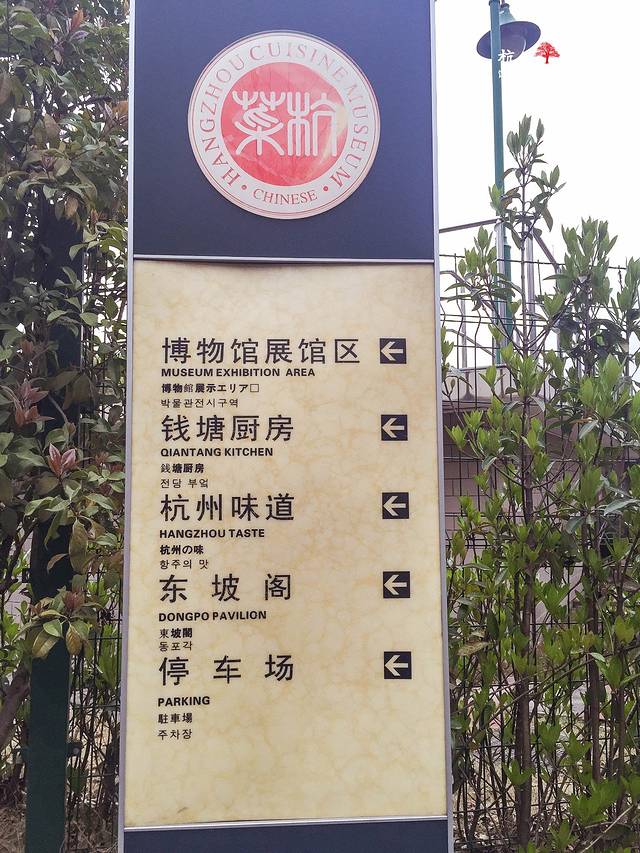 HANGZHOU CUISINE MUSEUM
杭菜
• CHINESE •
杭
博物馆展馆区
MUSEUM EXHIBITION AREA
博物館展示エリア□
박물관전시구역
钱塘厨房
QIANTANG KITCHEN
銭塘厨房
전당 부엌
杭州味道
HANGZHOU TASTE
杭州の味
항주의 맛
东坡阁
DONGPO PAVILION
東坡閣
동포각
停车场
PARKING
駐車場
주차장